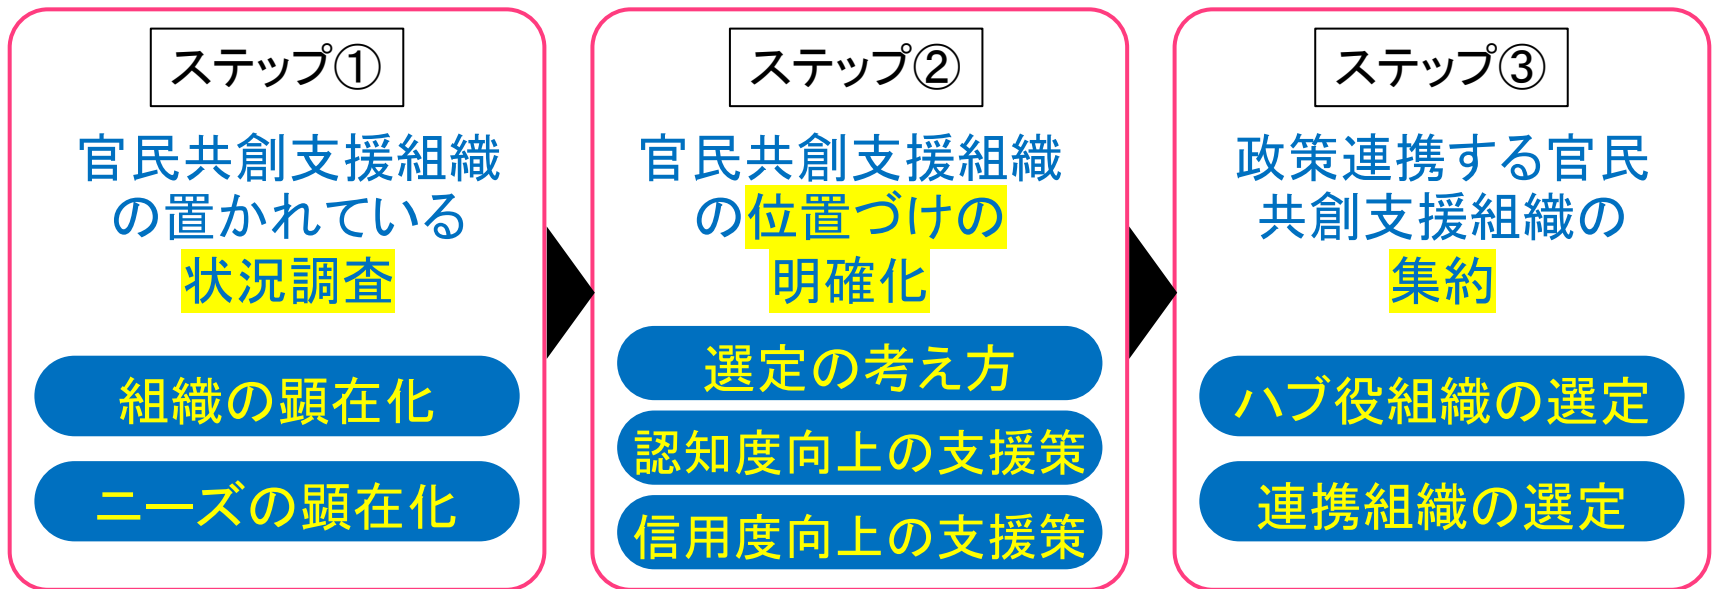 ステップ①
官民共創支援組織
の置かれている
状況調査
組織の顕在化
ニーズの顕在化
ステップ②
官民共創支援組織
の位置づけの
明確化
選定の考え方
認知度向上の支援策
信用度向上の支援策
ステップ③
政策連携する官民
共創支援組織の
集約
ハブ役組織の選定
連携組織の選定